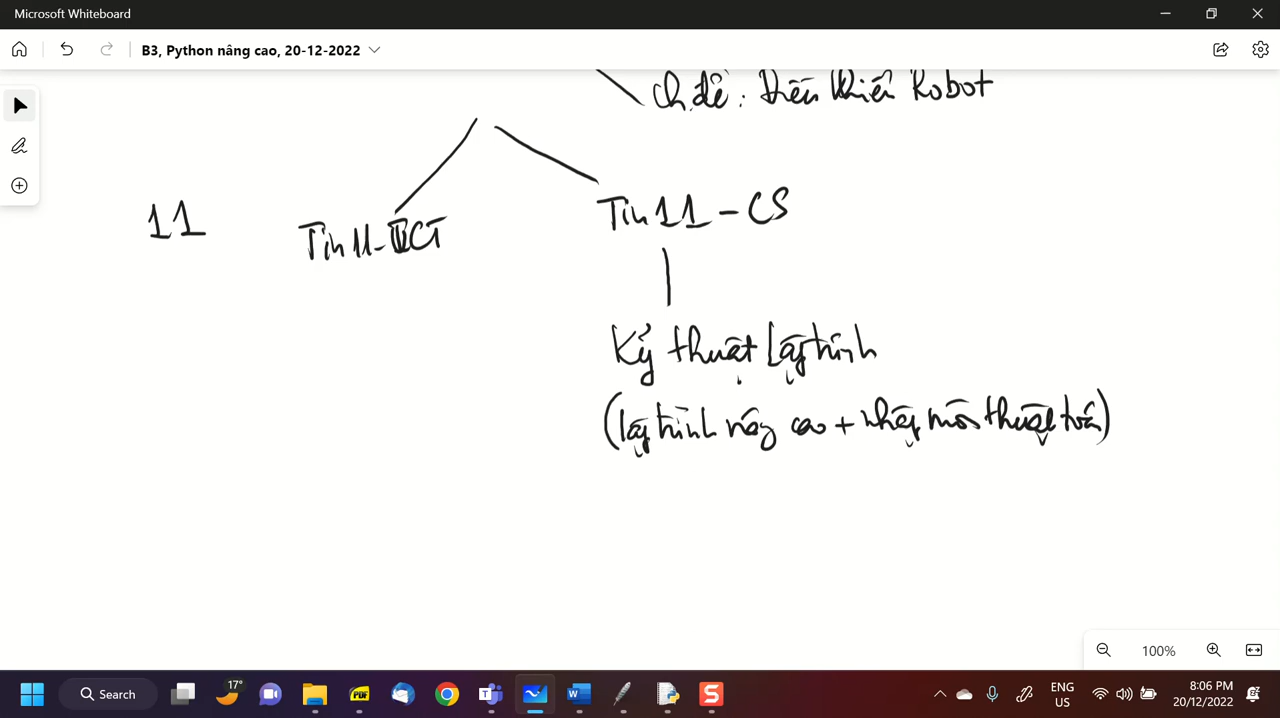 Microsoft Whiteboard
B3, Python nâng cao, 20-12-2022
Ch.đề: Điều khiển Robot
11
Tin 11-ICT
Tin 11-CS
Kỹ thuật lập trình
(lập trình nâng cao + nhập môn thuật toán)
100%
17°
Search
ENG
US
8:06 PM
20/12/2022